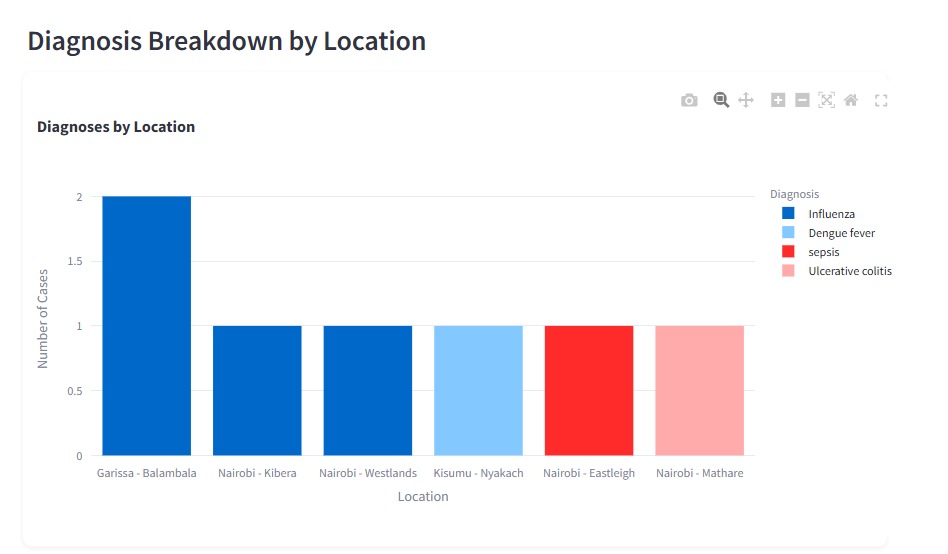 Diagnosis Breakdown by Location
Diagnoses by Location
Diagnosis
Influenza
Dengue fever
sepsis
Ulcerative colitis
Number of Cases
2
1.5
1
0.5
0
Garissa - Balambala Nairobi - Kibera Nairobi - Westlands Kisumu - Nyakach Nairobi - Eastleigh Nairobi - Mathare
Location